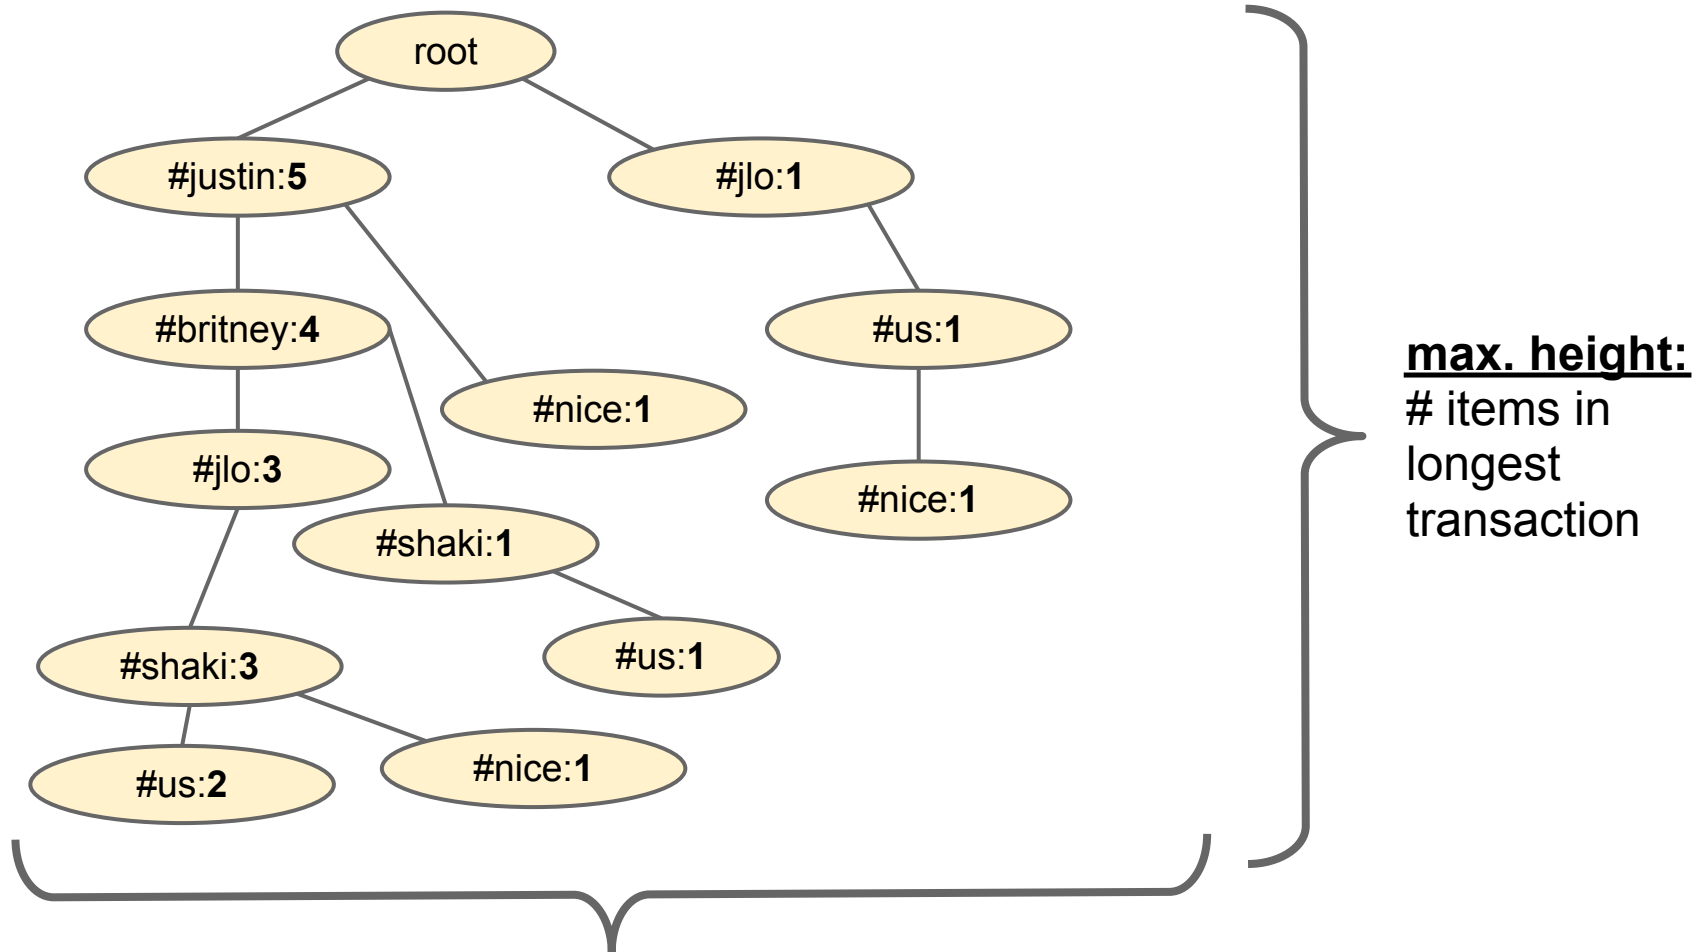 root
#justin:5
#jlo:1
#britney:4
#us:1
#nice:1
#jlo:3
#nice:1
#shaki:1
#shaki:3
#us:1
#us:2
#nice:1
max. height:
# items in
longest
transaction